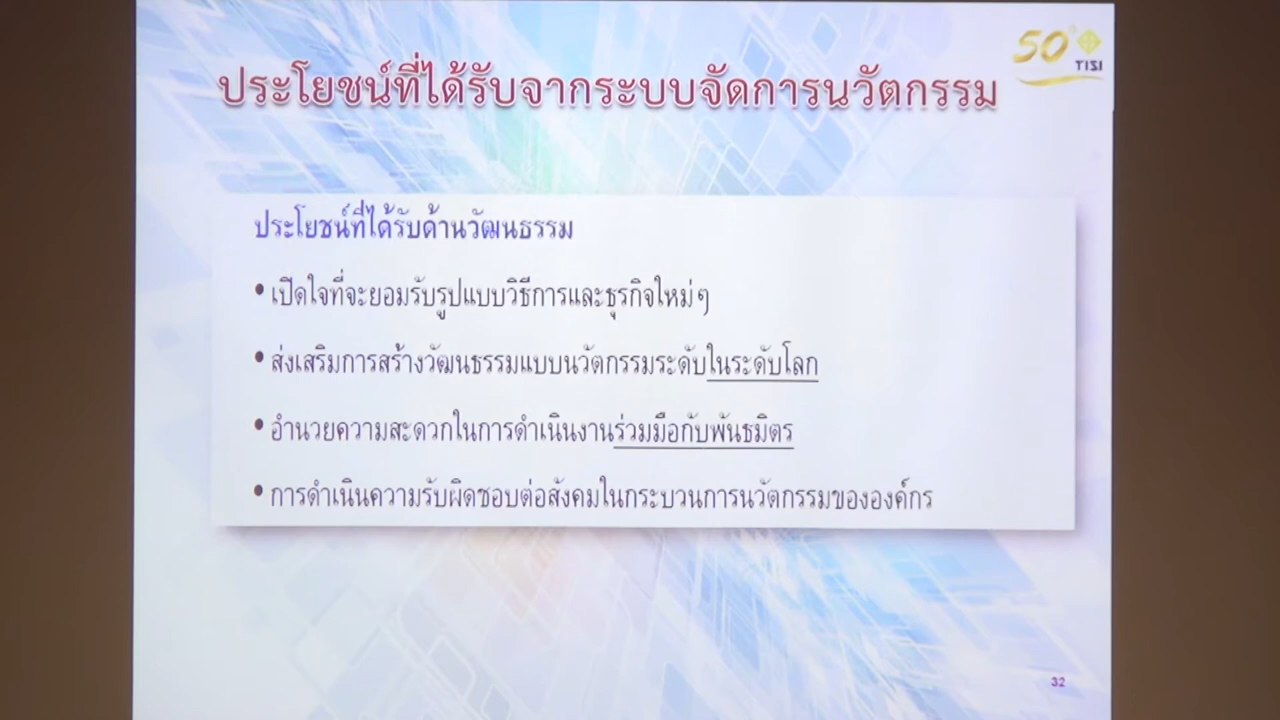 50 TISI
ประโยชน์ที่ได้รับจากระบบจัดการนวัตกรรม
ประโยชน์ที่ได้รับด้านวัฒนธรรม
• เปิดใจที่จะยอมรับรูปแบบวิธีการและธุรกิจใหม่ๆ
• ส่งเสริมการสร้างวัฒนธรรมแบบนวัตกรรมระดับในระดับโลก
• อำนวยความสะดวกในการดำเนินงานร่วมมือกับพันธมิตร
• การดำเนินความรับผิดชอบต่อสังคมในกระบวนการนวัตกรรมขององค์กร
32